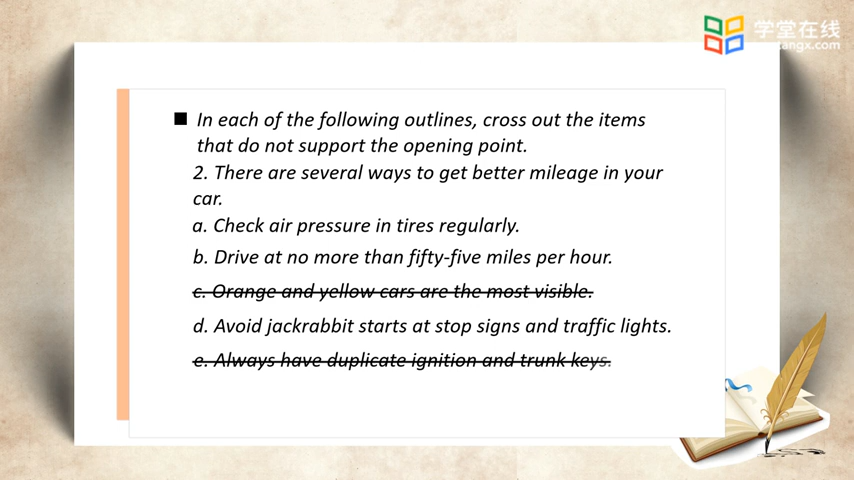 学堂在线
In each of the following outlines, cross out the items
that do not support the opening point.
2. There are several ways to get better mileage in your
car.
a. Check air pressure in tires regularly.
b. Drive at no more than fifty-five miles per hour.
c. Orange and yellow cars are the most visible.
d. Avoid jackrabbit starts at stop signs and traffic lights.
e. Always have duplicate ignition and trunk keys.